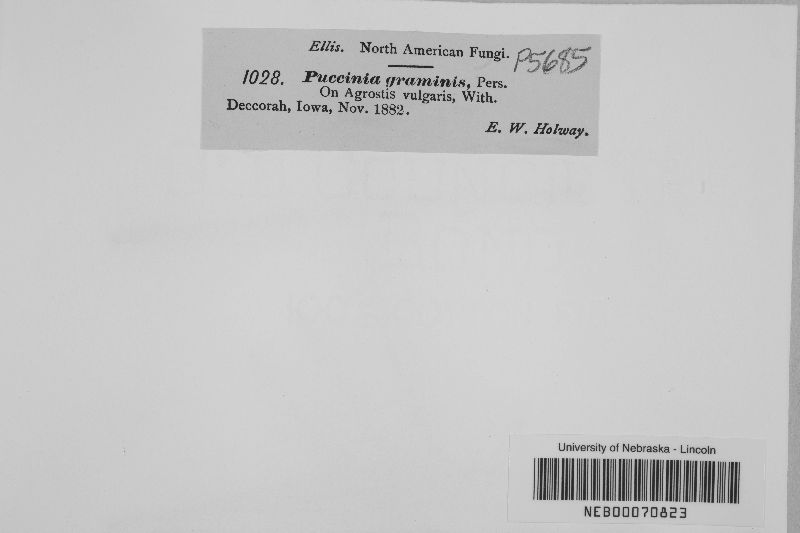 Ellis. North American Fungi. P5685
1028. Puccinia graminis, Pers.
On Agrostis vulgaris, With.
Deccorah, Iowa, Nov. 1882.
E. W. Holway.
University of Nebraska - Lincoln
NEB00070823